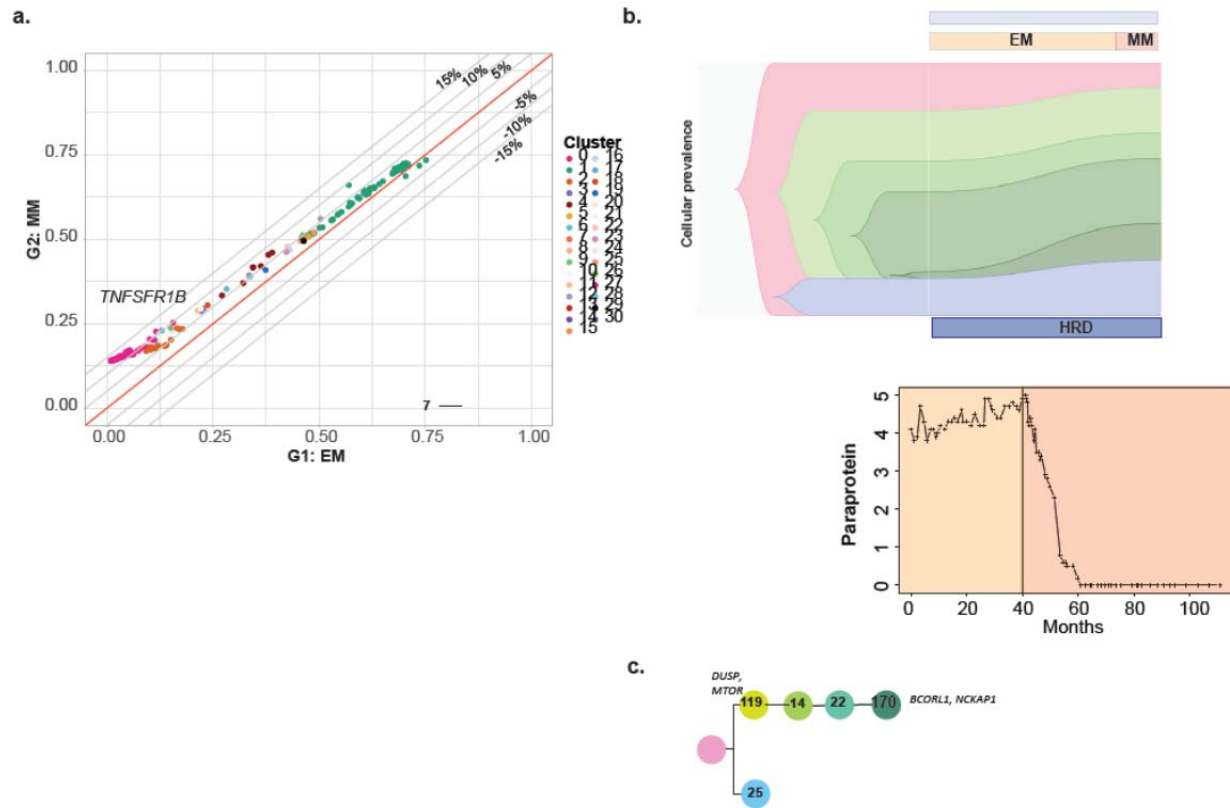 a.
1.00
0.75
0.50
0.25
0.00
G2: MM
TNFSFR1B
15%
10%
5%
-5%
-10%
-15%
7
0.00 0.25 0.50 0.75 1.00
G1: EM
Cluster
0 16
1 17
2 18
3 19
4 20
5 21
6 22
7 23
8 24
9 25
10 26
11 27
12 28
13 29
14 30
15
b.
EM MM
Cellular prevalence
HRD
5
4
3
2
1
0
Paraprotein
0 20 40 60 80 100
Months
c.
DUSP,
MTOR
119 14 22 170
BCORL1, NCKAP1
25